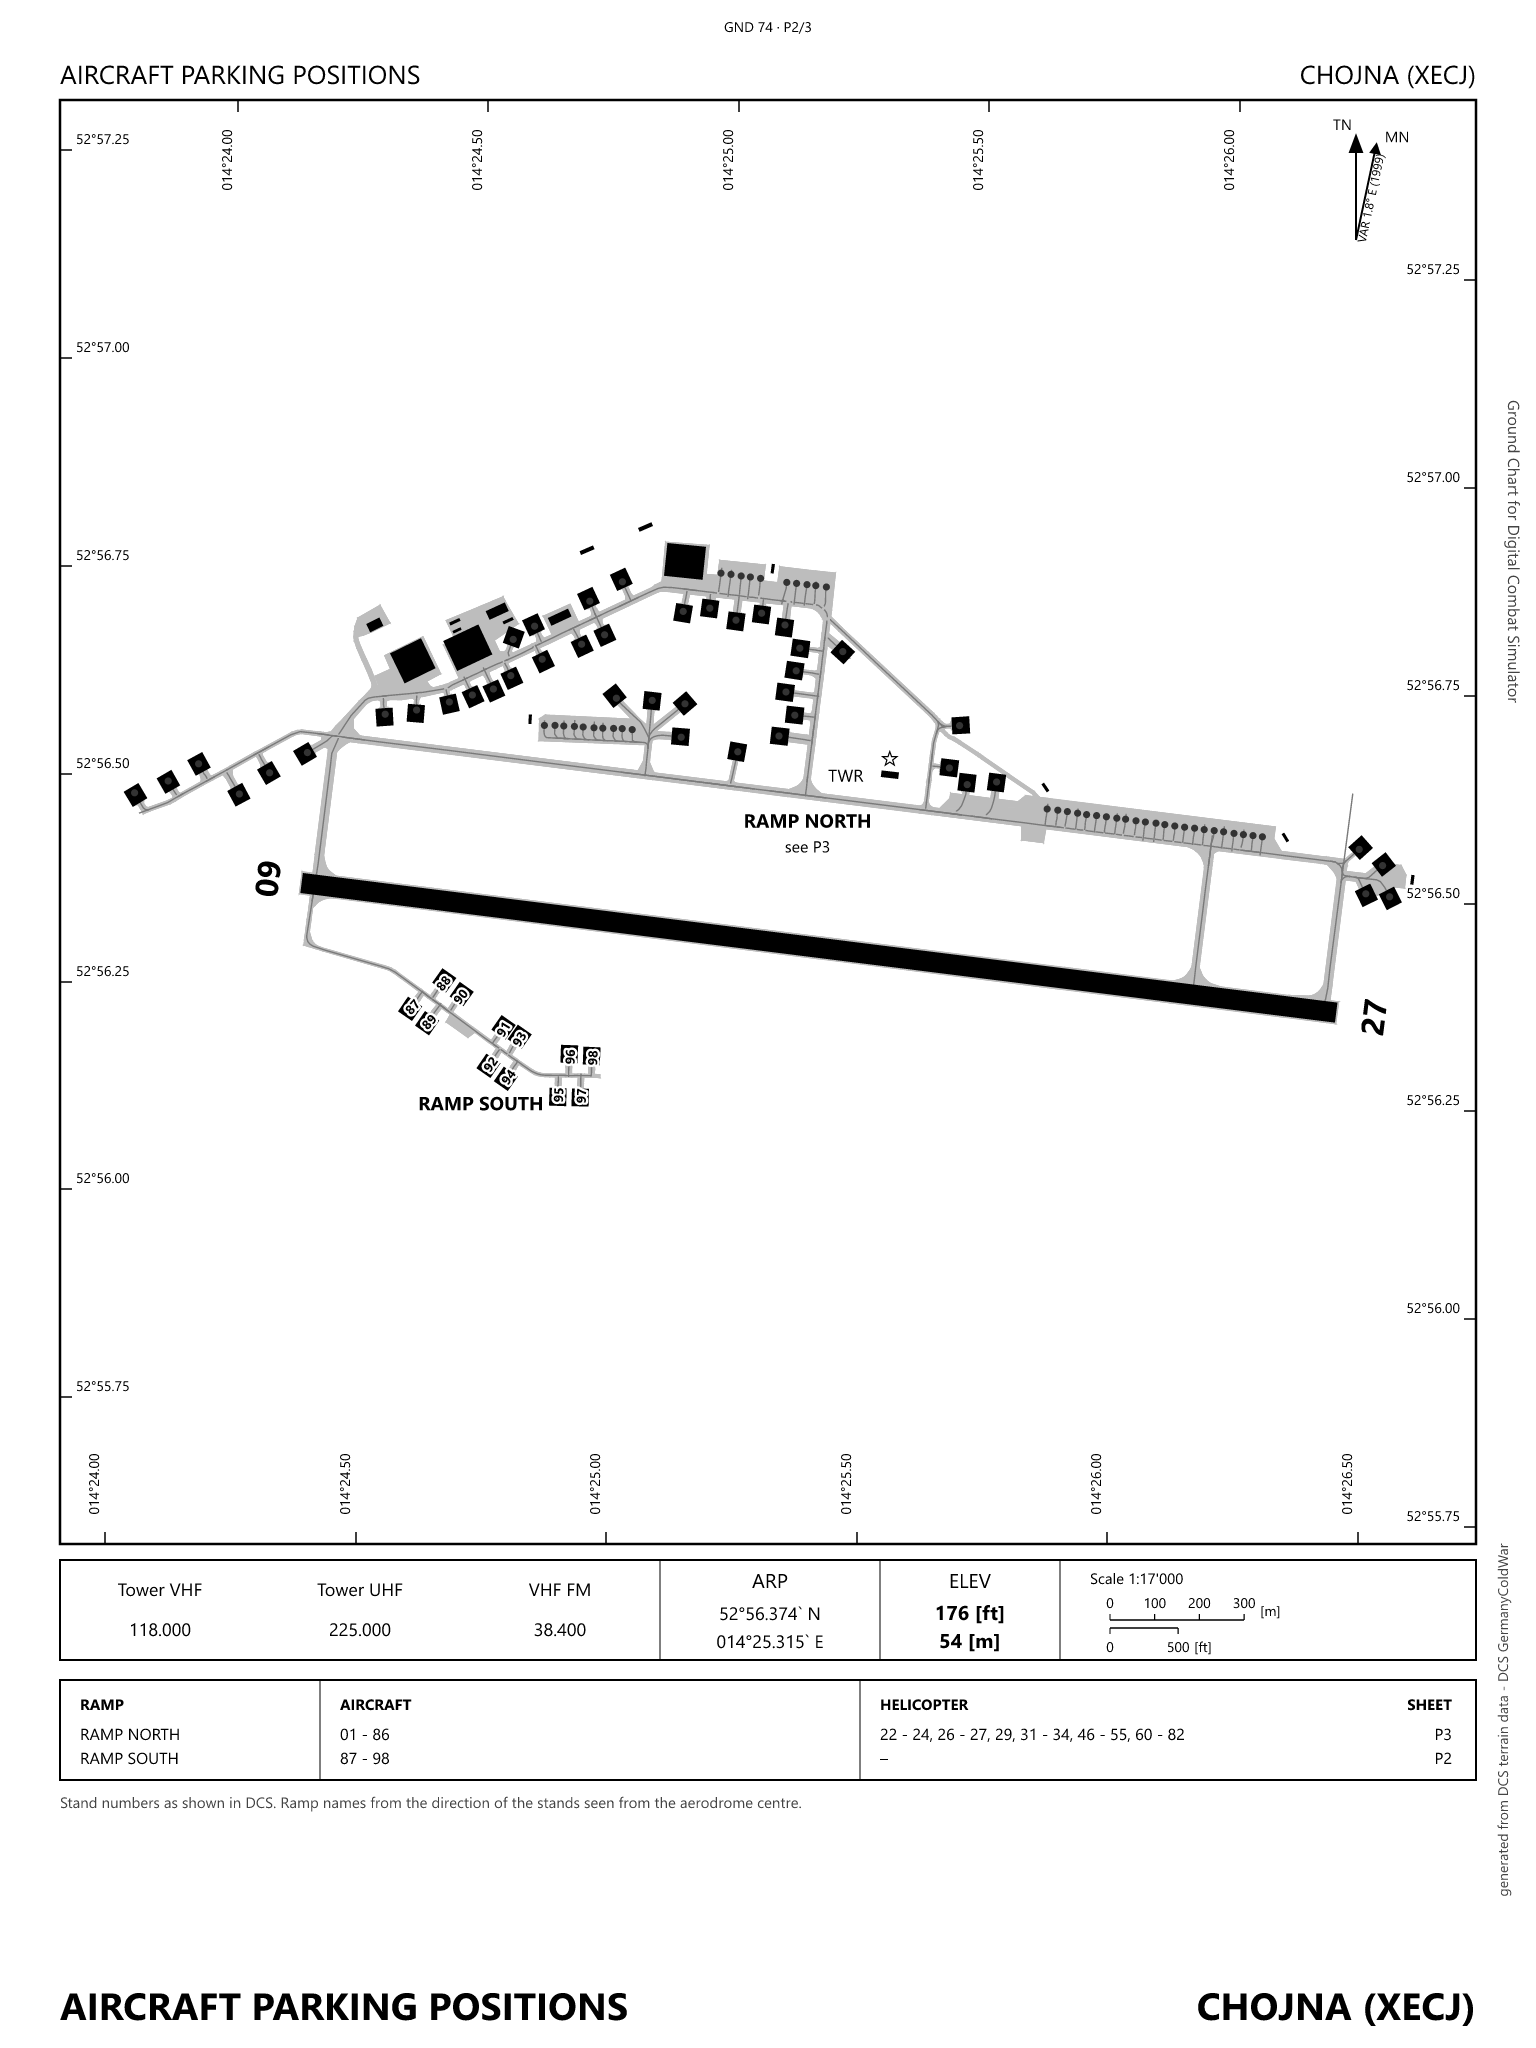 GND 74 · P2/3
AIRCRAFT PARKING POSITIONS
CHOJNA (XECJ)
014°24.00
014°24.50
014°25.00
014°25.50
014°26.00
TN
MN
VAR 1.8° E (1999)
52°57.25
52°57.00
52°56.75
52°56.50
52°56.25
52°56.00
52°55.75
52°57.25
52°57.00
52°56.75
52°56.50
52°56.25
52°56.00
52°55.75
TWR
RAMP NORTH
see P3
09
27
88
90
87
89
91
93
92
94
96
98
95
97
RAMP SOUTH
014°24.00
014°24.50
014°25.00
014°25.50
014°26.00
014°26.50
Ground Chart for Digital Combat Simulator
generated from DCS terrain data - DCS GermanyColdWar
Tower VHF
118.000
Tower UHF
225.000
VHF FM
38.400
ARP
52°56.374` N
014°25.315` E
ELEV
176 [ft]
54 [m]
Scale 1:17'000
0 100 200 300 [m]
0 500 [ft]
RAMP AIRCRAFT HELICOPTER SHEET
RAMP NORTH 01 - 86 22 - 24, 26 - 27, 29, 31 - 34, 46 - 55, 60 - 82 P3
RAMP SOUTH 87 - 98 – P2
Stand numbers as shown in DCS. Ramp names from the direction of the stands seen from the aerodrome centre.
AIRCRAFT PARKING POSITIONS
CHOJNA (XECJ)